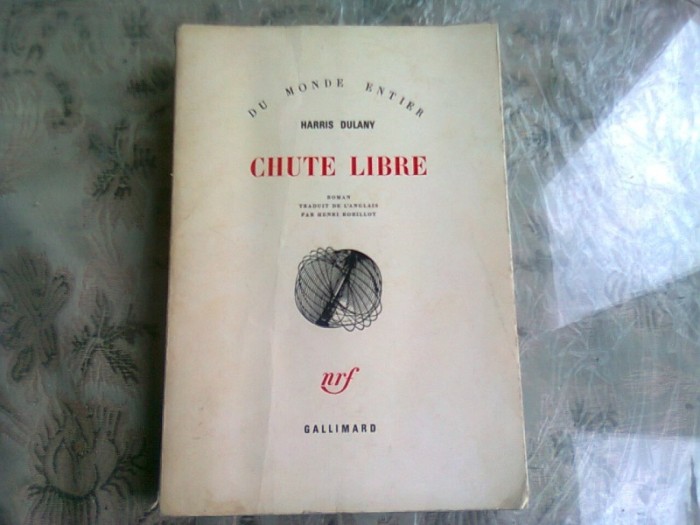 DU MONDE ENTIER
HARRIS DULANY
CHUTE LIBRE
ROMAN
TRADUIT DE L'ANGLAIS
PAR HENRI ROBILLOT
nrf
GALLIMARD